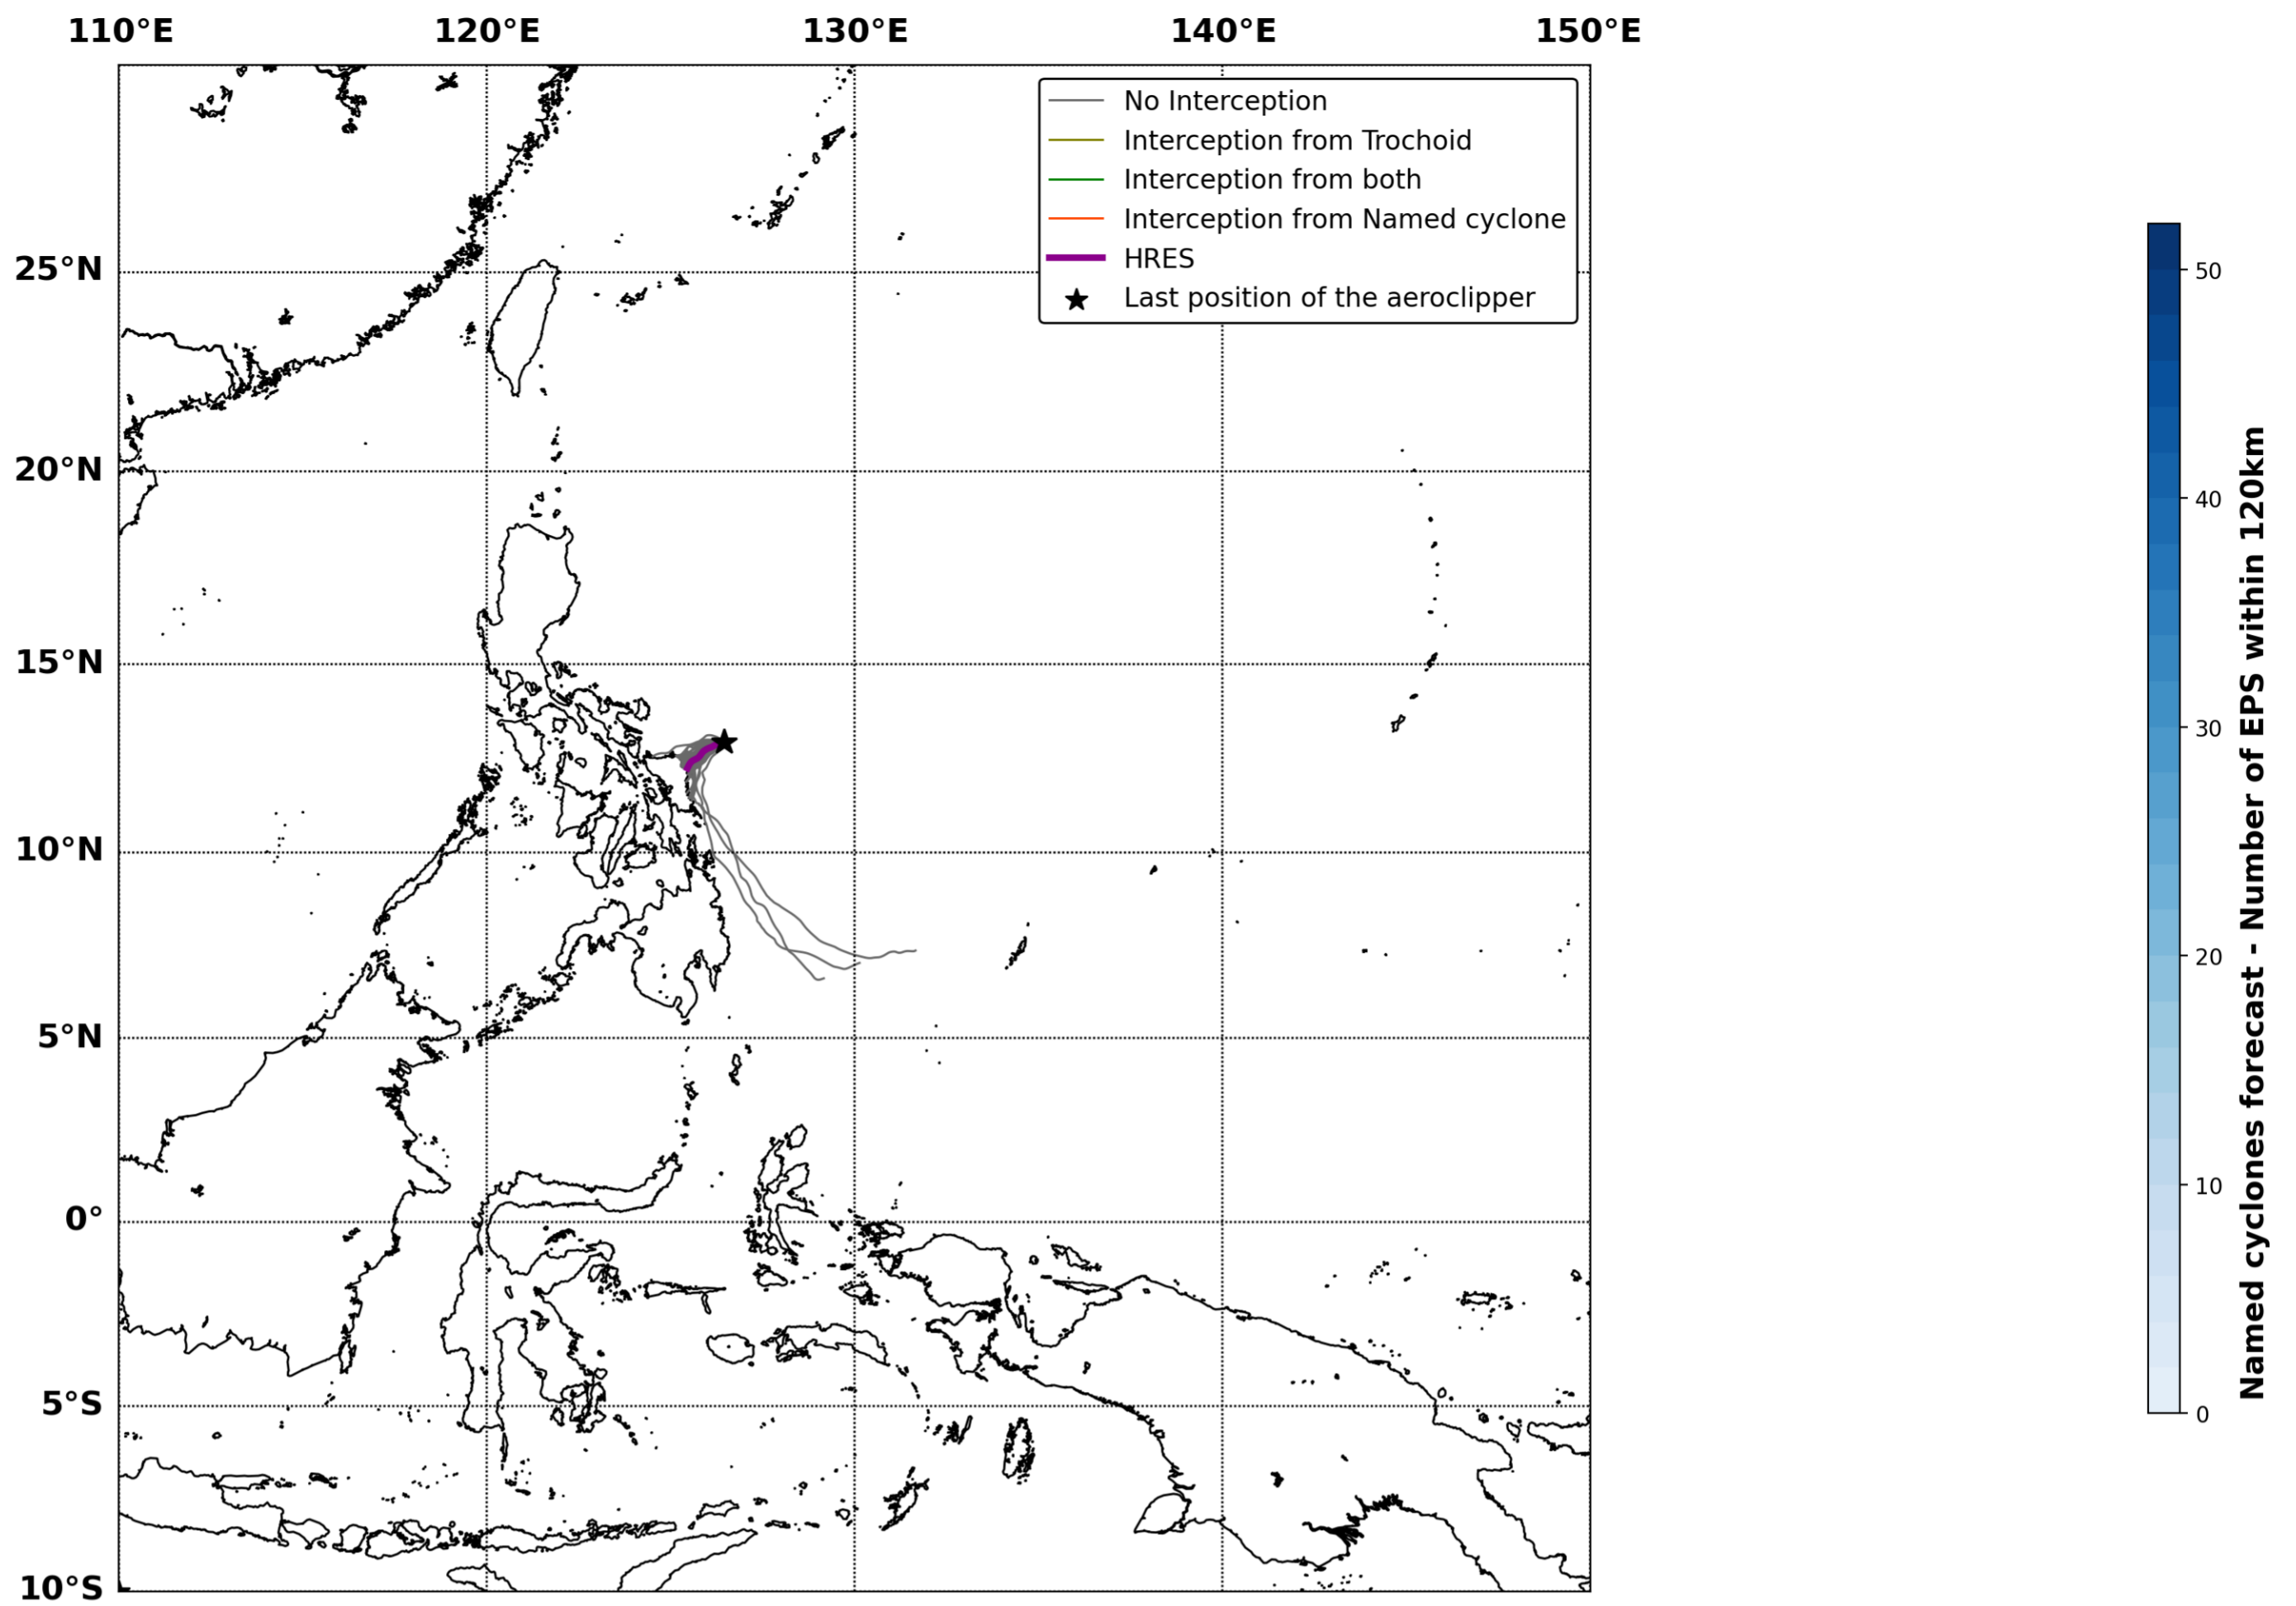 110°E 120°E 130°E 140°E 150°E
No Interception
Interception from Trochoid
Interception from both
Interception from Named cyclone
HRES
Last position of the aeroclipper
25°N
20°N
15°N
10°N
5°N
0°
5°S
10°S
50
40
30
20
10
0
Named cyclones forecast - Number of EPS within 120km